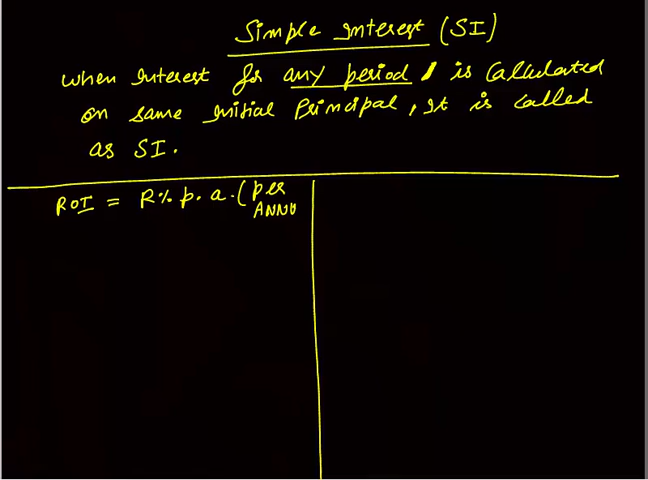 Simple Interest (SI)
When Interest for any period is Calculated
on same Initial Principal, It is called
as SI.
ROI = R% p. a. (per
ANNU